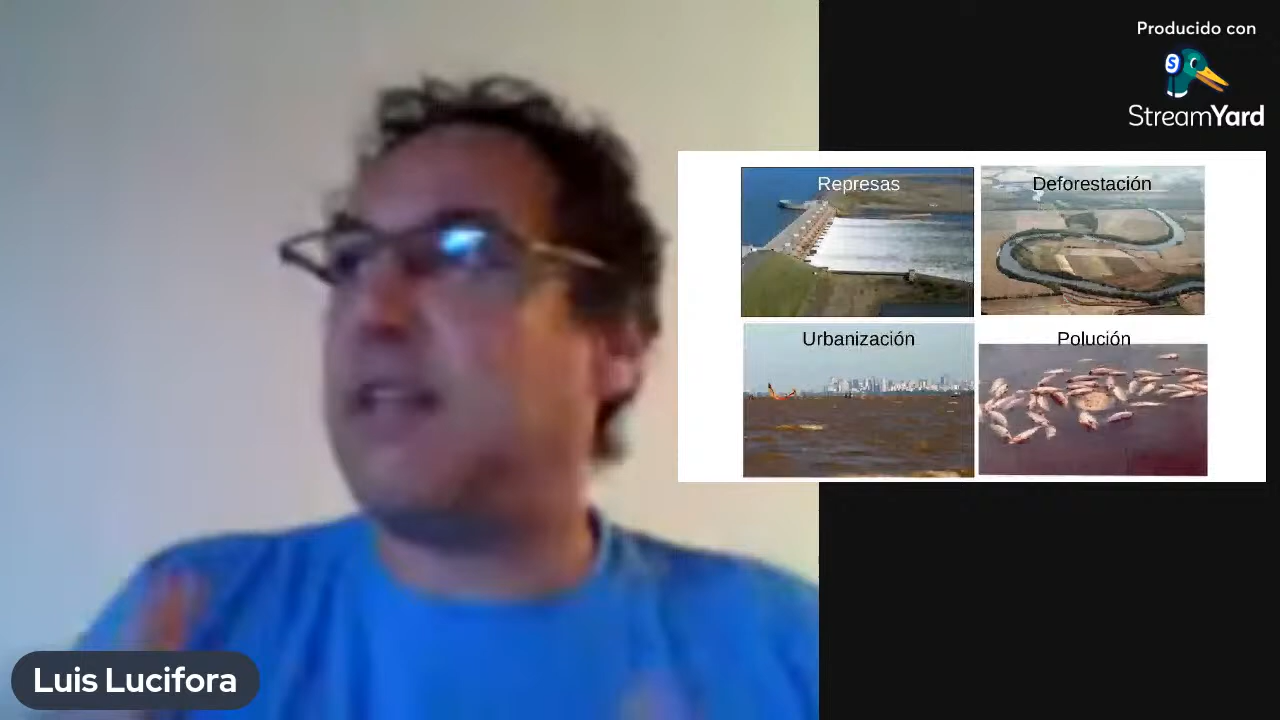 Producido con
S
StreamYard
Represas
Deforestación
Urbanización
Polución
Luis Lucifora